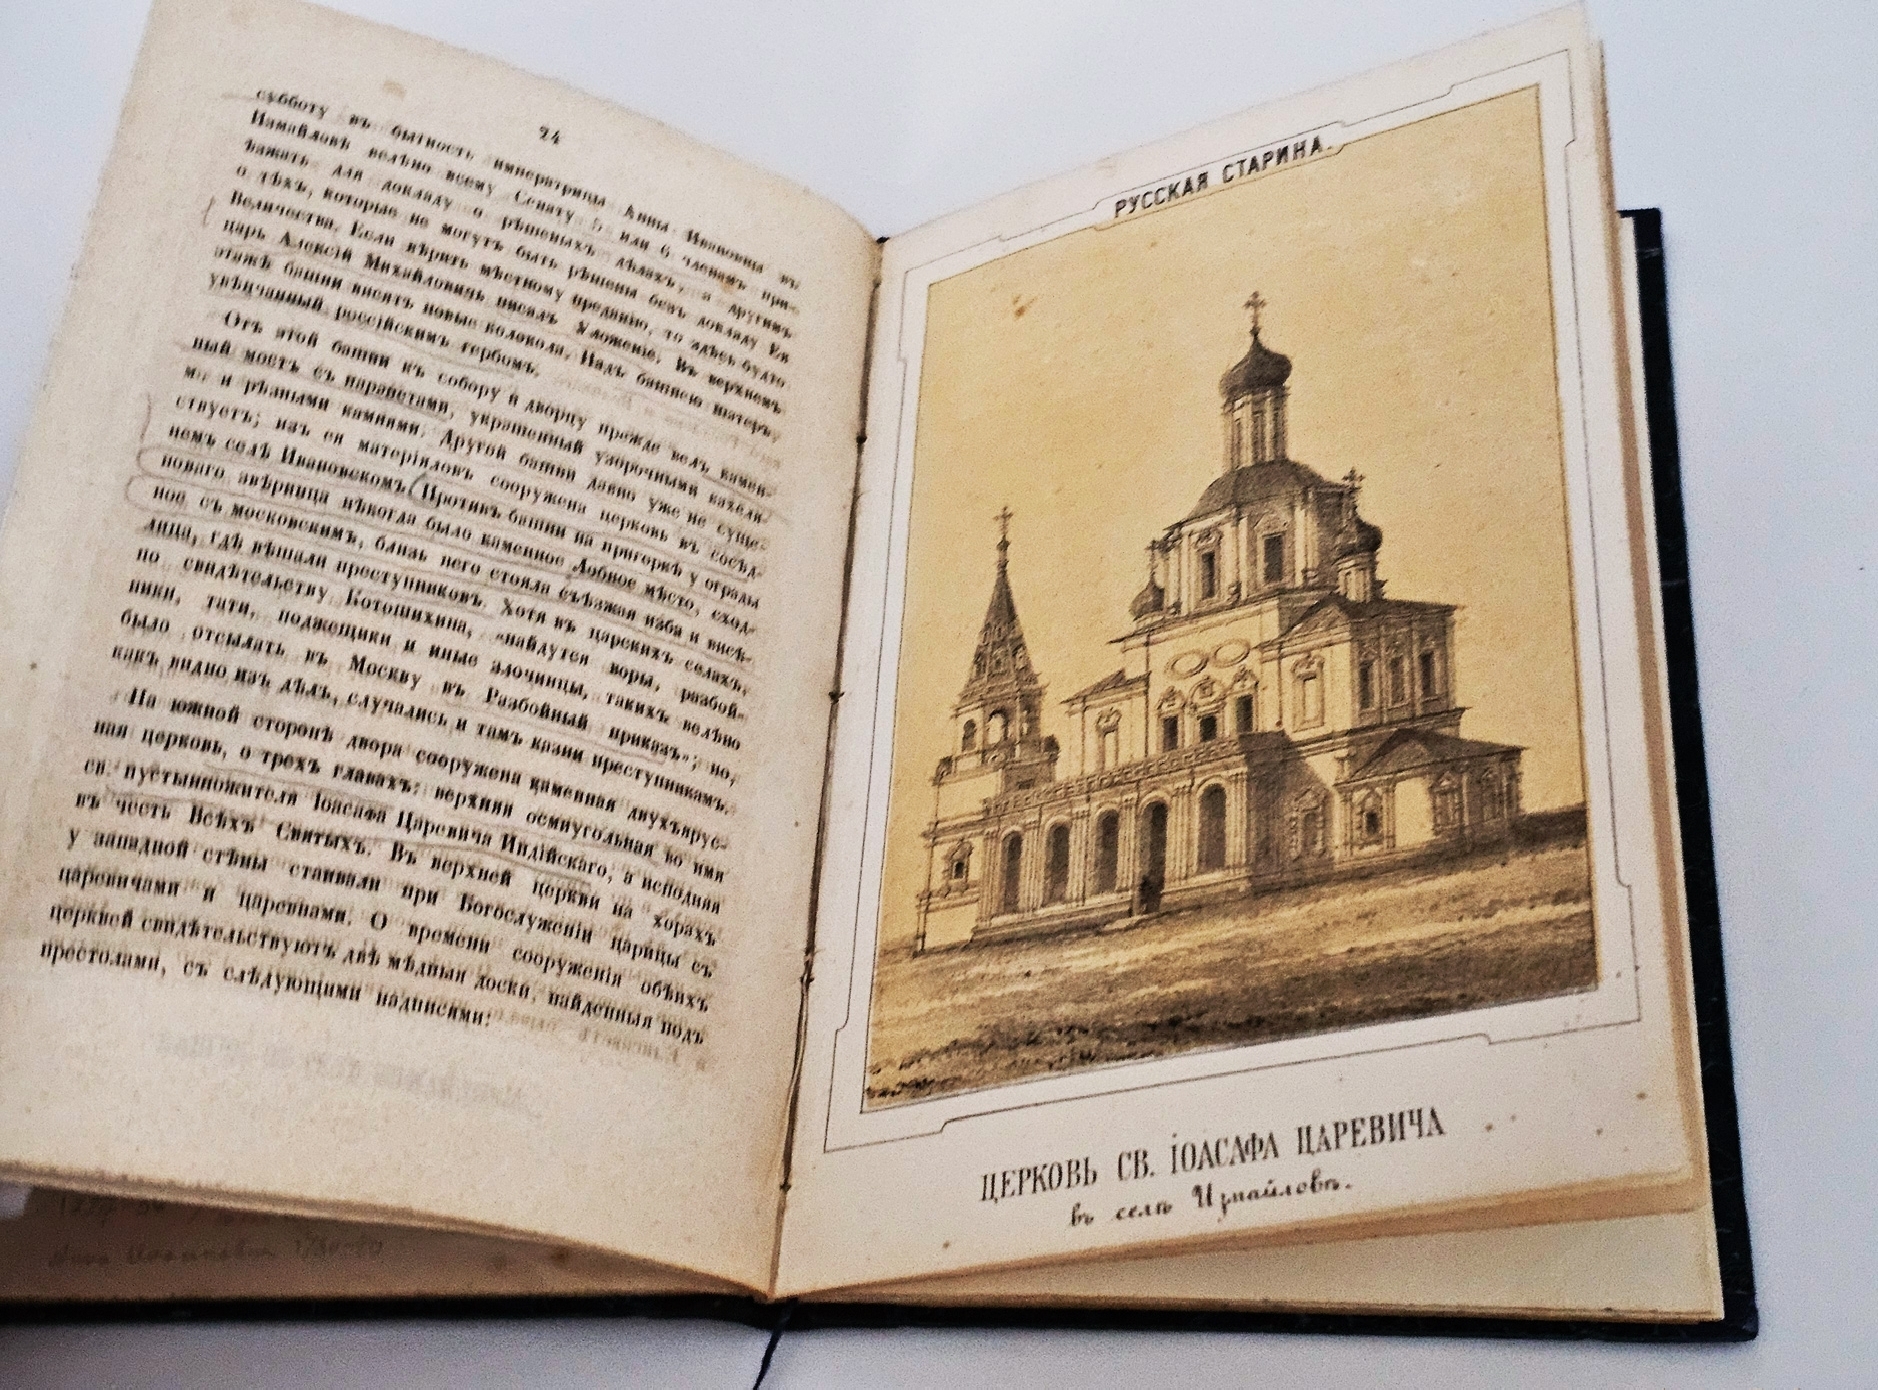 24
субботу въ бытность императрицы Анны Ивановны въ
Измайловѣ велѣно всему Сенату 5 или 6 членамъ прі-
ѣзжать для докладу о рѣшеныхъ дѣлахъ, а другимъ
о тѣхъ, которые не могутъ быть рѣшены безъ докладу Ея
Величества. Если вѣрить мѣстному преданію, то здѣсь будто
царь Алексій Михайловичь писалъ Уложеніе. Въ верхнемъ
этажѣ башни висятъ новые колокола. Надъ башнею шатеръ,
увѣнчанный россійскимъ гербомъ.
Отъ этой башни къ собору и дворцу прежде велъ камен-
ный мостъ съ парапетами, украшенный узорочными кахеля-
ми и рѣзными камнями. Другой башни давно уже не суще-
ствуетъ; изъ ея матеріяловъ сооружена церковь въ сосѣд-
немъ селѣ Ивановскомъ. Противъ башни на пригоркѣ у ограды
новаго звѣринца нѣкогда было каменное Лобное мѣсто, сход-
ное съ московскимъ, близь него стояла съѣзжая изба и висѣ-
лица, гдѣ вѣшали преступниковъ. Хотя въ царскихъ селахъ,
по свидѣтельству Котошихина, «найдутся воры, разбой-
ники, тати, поджещики и иные злочинцы, такихъ велѣно
было отсылать въ Москву въ Разбойный приказъ»; но,
какъ видно изъ дѣлъ, случались и тамъ казни преступникамъ.
На южной сторонѣ двора сооружена каменная двухъярус-
ная церковь, о трехъ главахъ: верхняя осмиугольная во имя
св. пустынножителя Іоасафа Царевича Индійскаго, а исподняя
въ честь Всѣхъ Святыхъ. Въ верхней церкви на хорахъ
у западной стѣны стаивали при Богослуженіи царицы съ
царевичами и царевнами. О времени сооруженія обѣихъ
церквей свидѣтельствуютъ двѣ мѣдныя доски, найденныя подъ
престолами, съ слѣдующими надписями:
РУССКАЯ СТАРИНА.
ЦЕРКОВЬ СВ. ІОАСАФА ЦАРЕВИЧА
въ селѣ Измайловѣ.